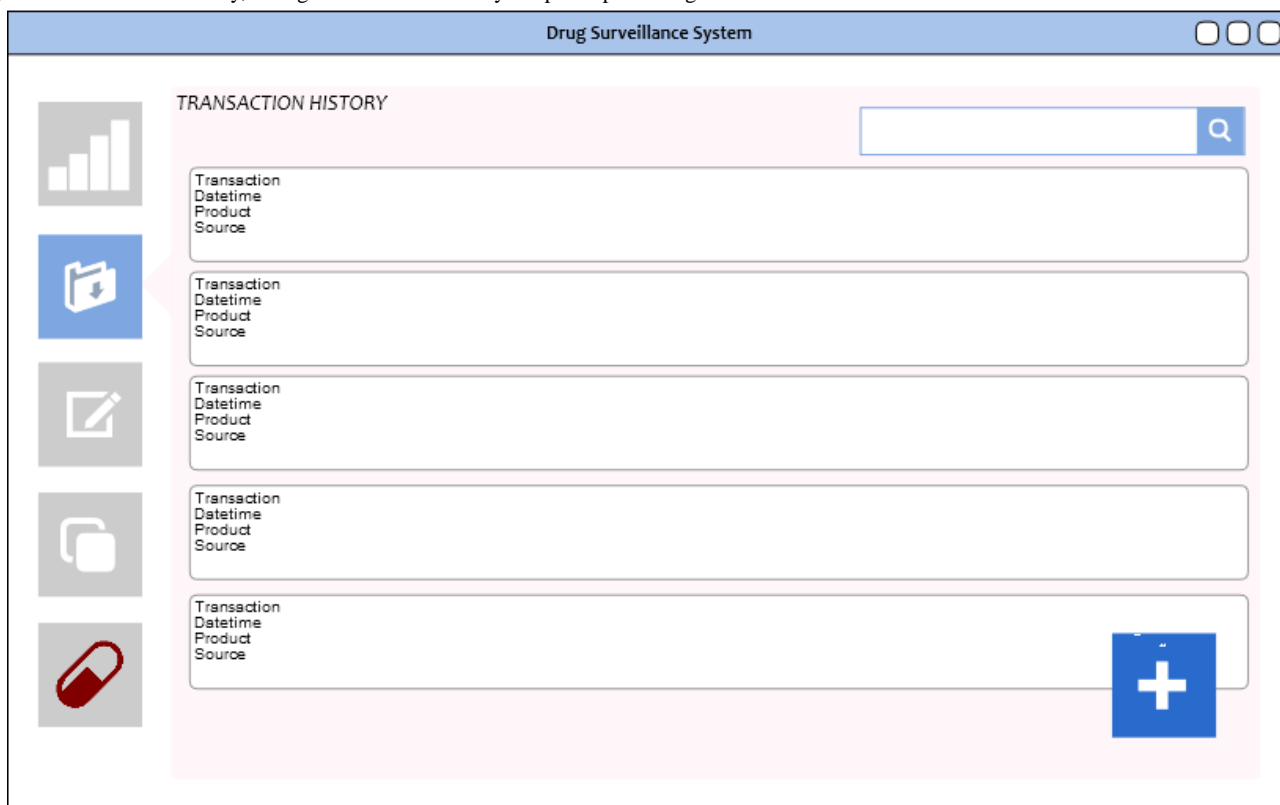 Drug Surveillance System
TRANSACTION HISTORY
Transaction
Datetime
Product
Source
Transaction
Datetime
Product
Source
Transaction
Datetime
Product
Source
Transaction
Datetime
Product
Source
Transaction
Datetime
Product
Source